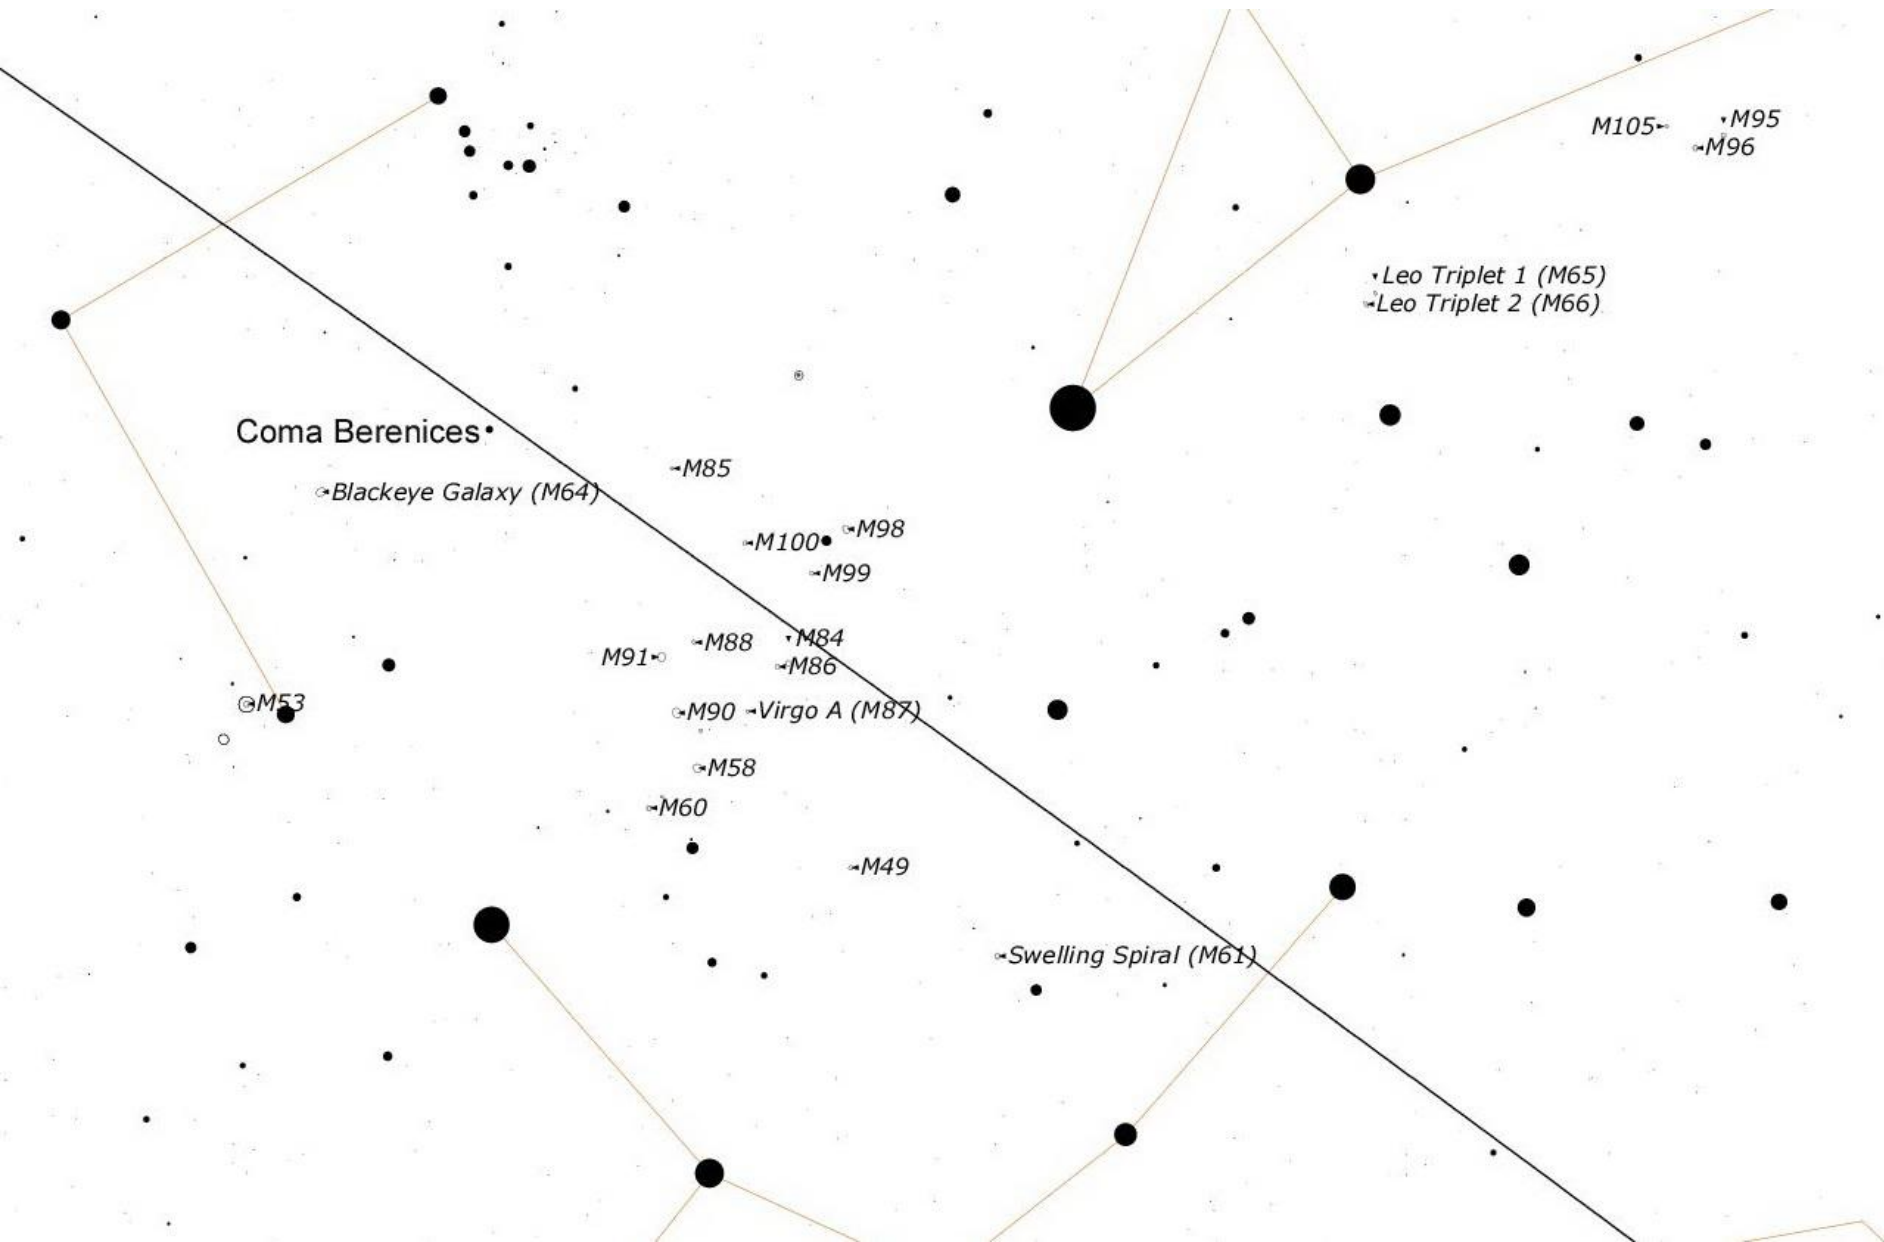 M95
M105
M96
Leo Triplet 1 (M65)
Leo Triplet 2 (M66)
Coma Berenices
M85
Blackeye Galaxy (M64)
M98
M100
M99
M84
M88
M91
M86
M53
M90
Virgo A (M87)
M58
M60
M49
Swelling Spiral (M61)